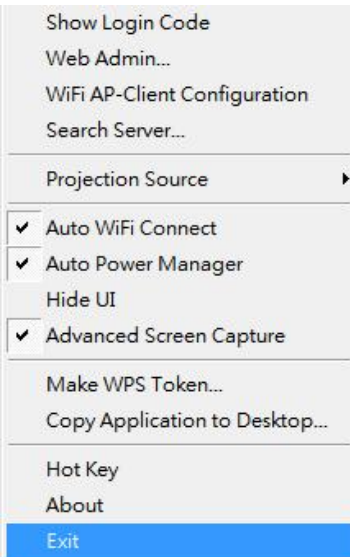 Show Login Code
Web Admin...
WiFi AP-Client Configuration
Search Server...
Projection Source
Auto WiFi Connect
Auto Power Manager
Hide UI
Advanced Screen Capture
Make WPS Token...
Copy Application to Desktop...
Hot Key
About
Exit